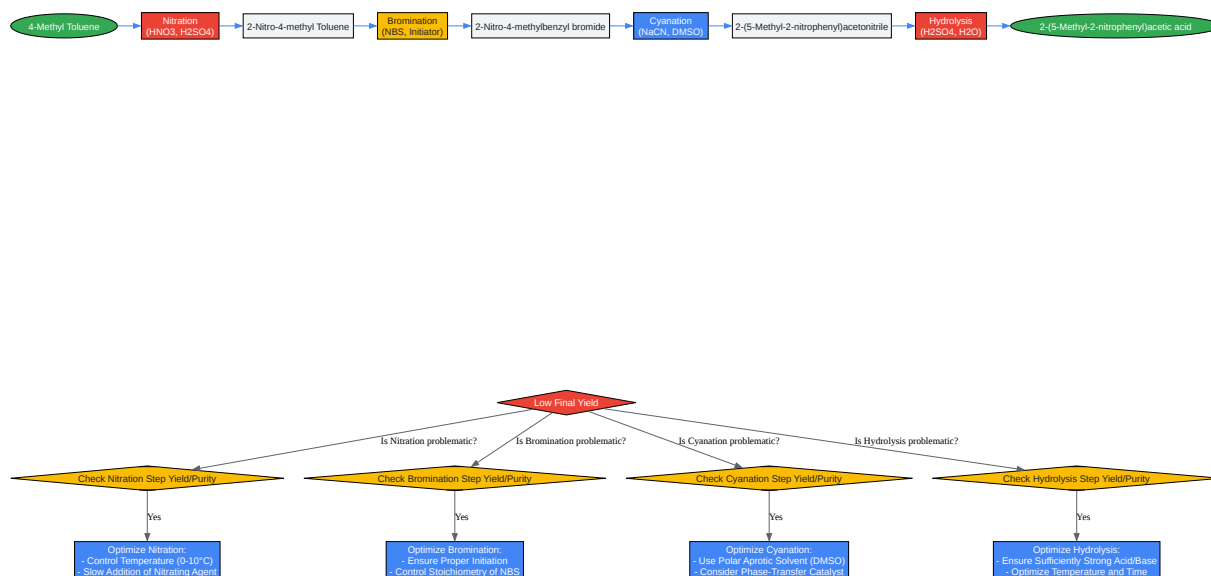 4-Methyl Toluene
Nitration
(HNO3, H2SO4)
2-Nitro-4-methyl Toluene
Bromination
(NBS, Initiator)
2-Nitro-4-methylbenzyl bromide
Cyanation
(NaCN, DMSO)
2-(5-Methyl-2-nitrophenyl)acetonitrile
Hydrolysis
(H2SO4, H2O)
2-(5-Methyl-2-nitrophenyl)acetic acid
Low Final Yield
Is Nitration problematic?
Is Bromination problematic?
Is Cyanation problematic?
Is Hydrolysis problematic?
Check Nitration Step Yield/Purity
Check Bromination Step Yield/Purity
Check Cyanation Step Yield/Purity
Check Hydrolysis Step Yield/Purity
Yes
Yes
Yes
Yes
Optimize Nitration:
- Control Temperature (0-10°C)
- Slow Addition of Nitrating Agent
Optimize Bromination:
- Ensure Proper Initiation
- Control Stoichiometry of NBS
Optimize Cyanation:
- Use Polar Aprotic Solvent (DMSO)
- Consider Phase-Transfer Catalyst
Optimize Hydrolysis:
- Ensure Sufficiently Strong Acid/Base
- Optimize Temperature and Time